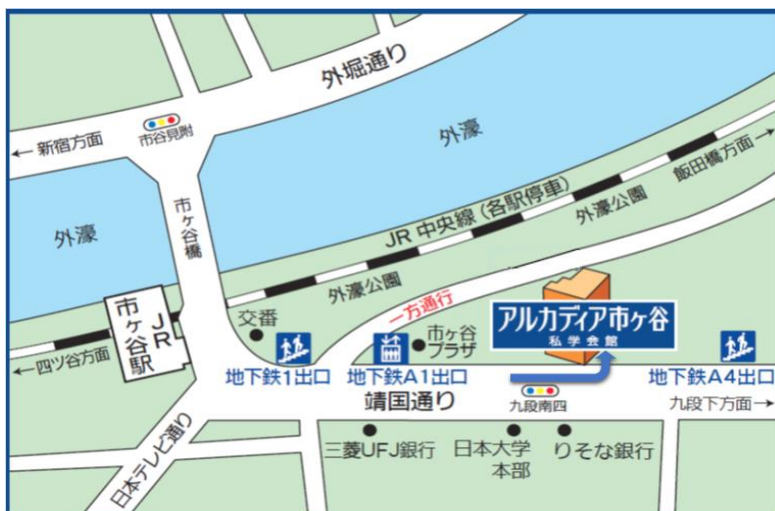 外堀通り
← 新宿方面
市谷見附
外濠
飯田橋方面 →
外濠
市ヶ谷橋
JR 中央線(各駅停車)
外濠公園
外濠公園
JR
市ヶ谷駅
← 四ツ谷方面
交番
一方通行
市ヶ谷
プラザ
アルカディア市ヶ谷
私学会館
地下鉄1出口
地下鉄A1出口
地下鉄A4出口
靖国通り
九段南四
九段下方面 →
日本テレビ通り
三菱UFJ銀行
日本大学
本部
りそな銀行